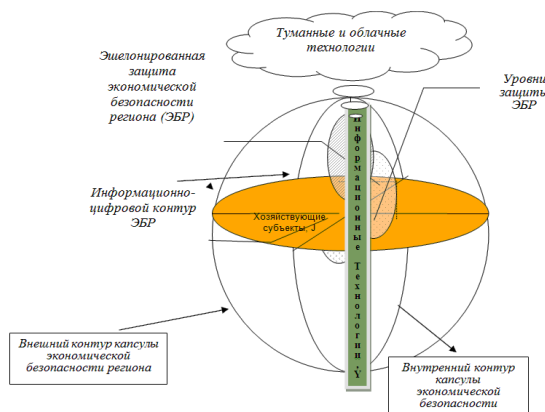 Туманные и облачные
технологии
Эшелонированная
защита
экономической
безопасности
региона (ЭБР)
Уровни
защиты
ЭБР
Информационно-
цифровой контур
ЭБР
Хозяйствующие
субъекты, J
Информационные Технологии, Y
Внешний контур капсулы
экономической
безопасности региона
Внутренний контур
капсулы
экономической
безопасности